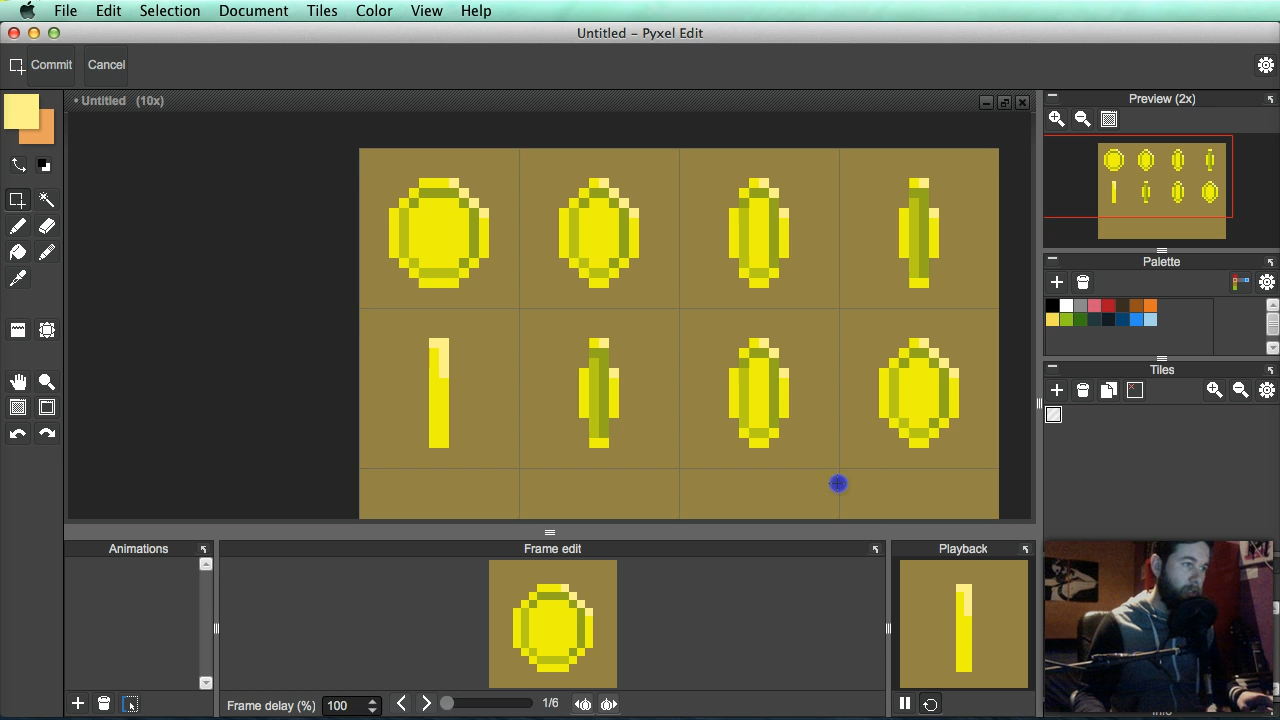 File Edit Selection Document Tiles Color View Help
Untitled – Pyxel Edit
Commit Cancel
• Untitled (10x)
Preview (2x)
Palette
Tiles
Animations
Frame edit
Playback
Frame delay (%) 100
1/6